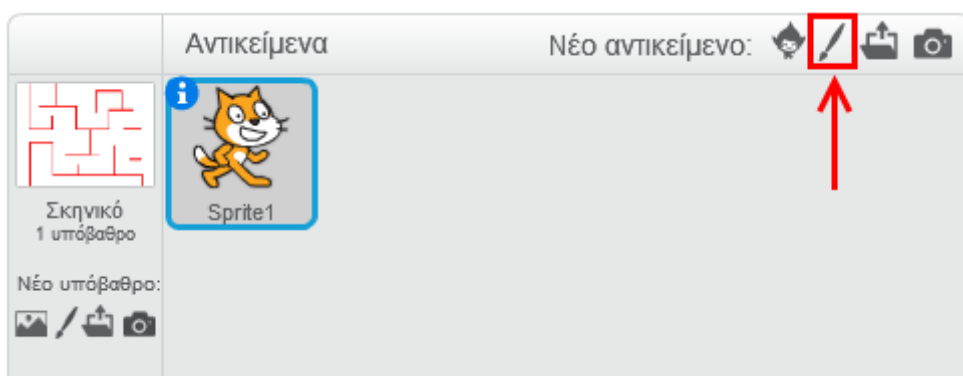 Αντικείμενα
Νέο αντικείμενο:
Sprite1
Σκηνικό
1 υπόβαθρο
Νέο υπόβαθρο: